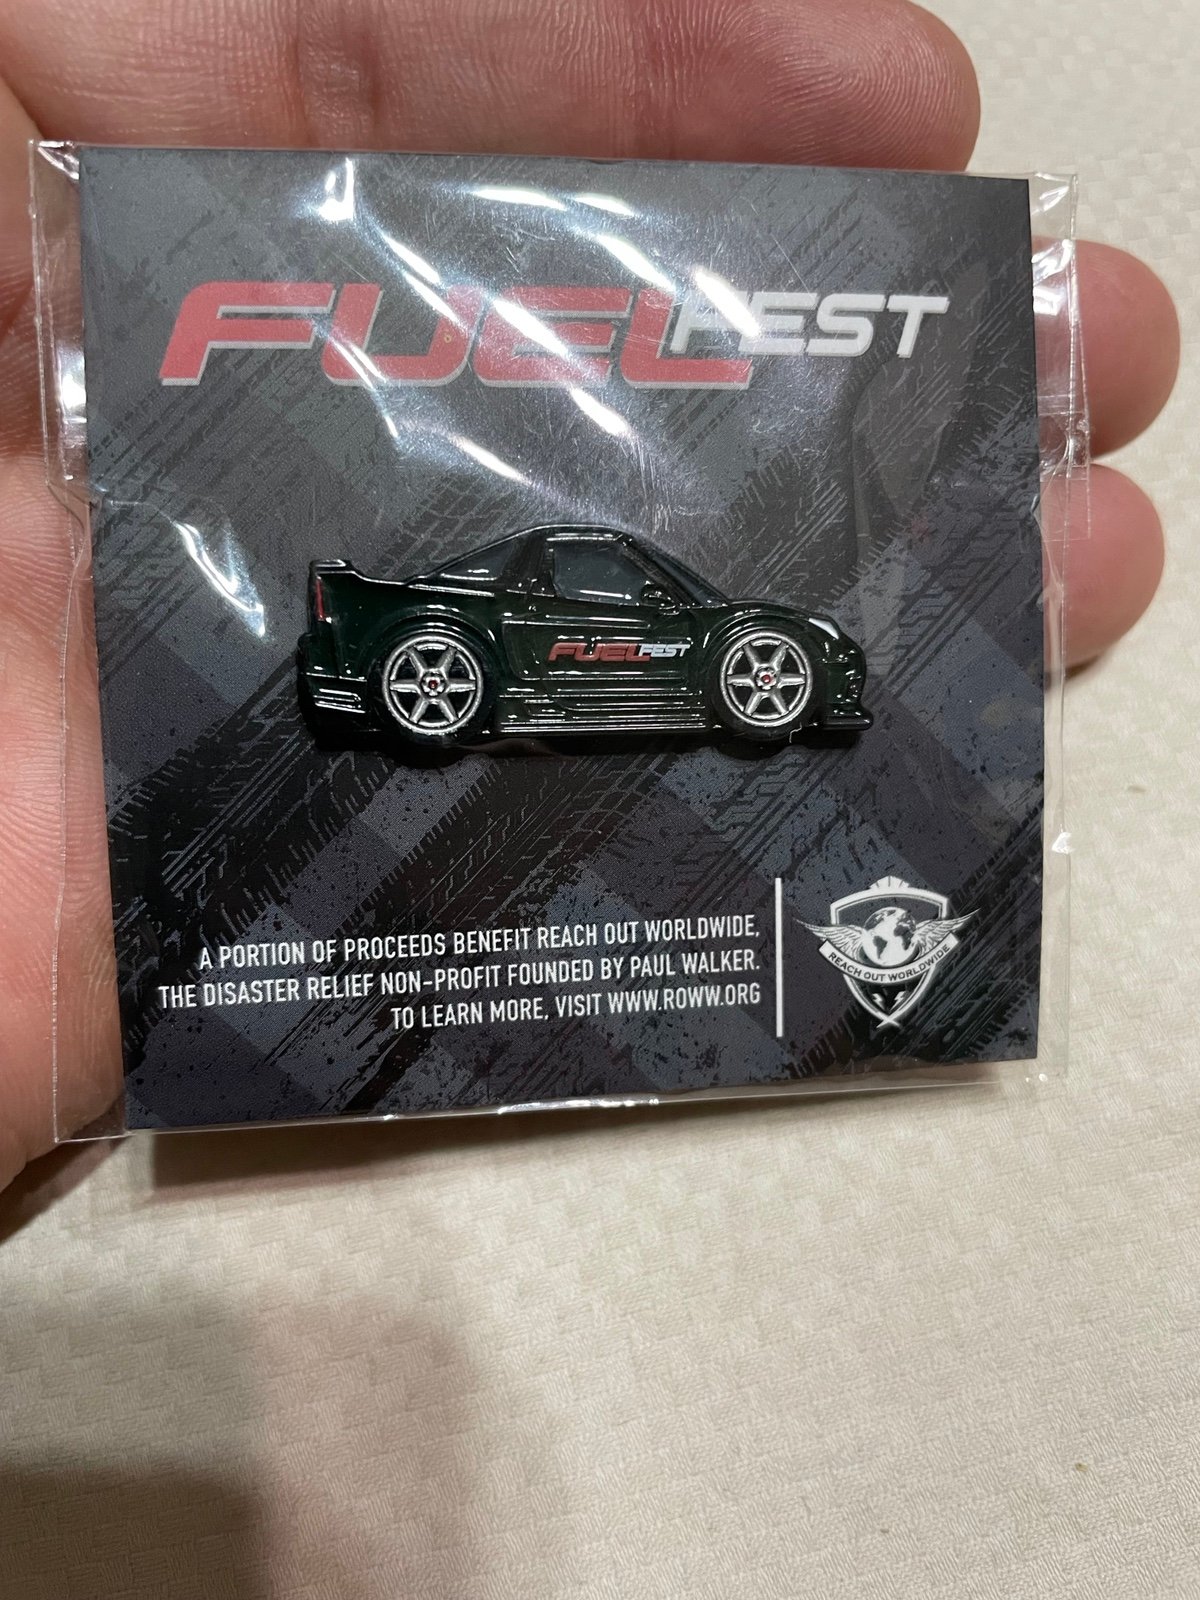 FUELFEST
FUELFEST
A PORTION OF PROCEEDS BENEFIT REACH OUT WORLDWIDE,
THE DISASTER RELIEF NON-PROFIT FOUNDED BY PAUL WALKER.
TO LEARN MORE, VISIT WWW.ROWW.ORG
REACH OUT WORLDWIDE